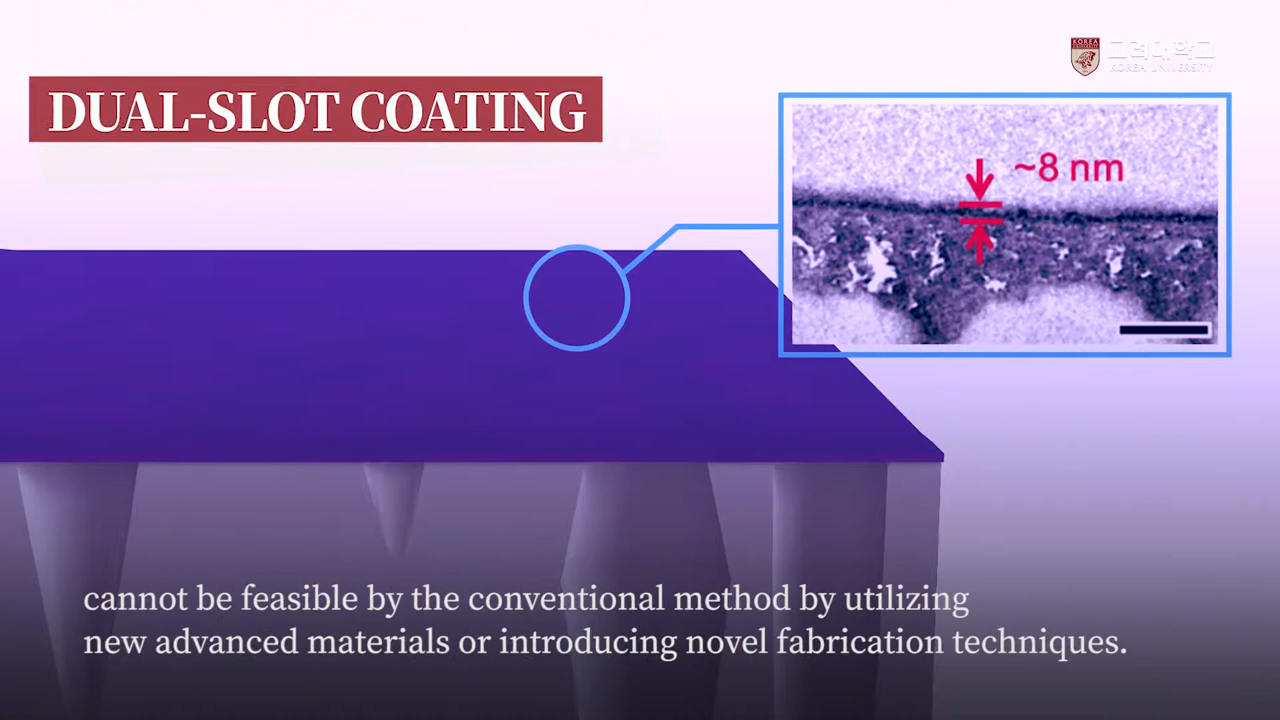 KOREA
고려대학교
KOREA UNIVERSITY
DUAL-SLOT COATING
~8 nm
cannot be feasible by the conventional method by utilizing
new advanced materials or introducing novel fabrication techniques.